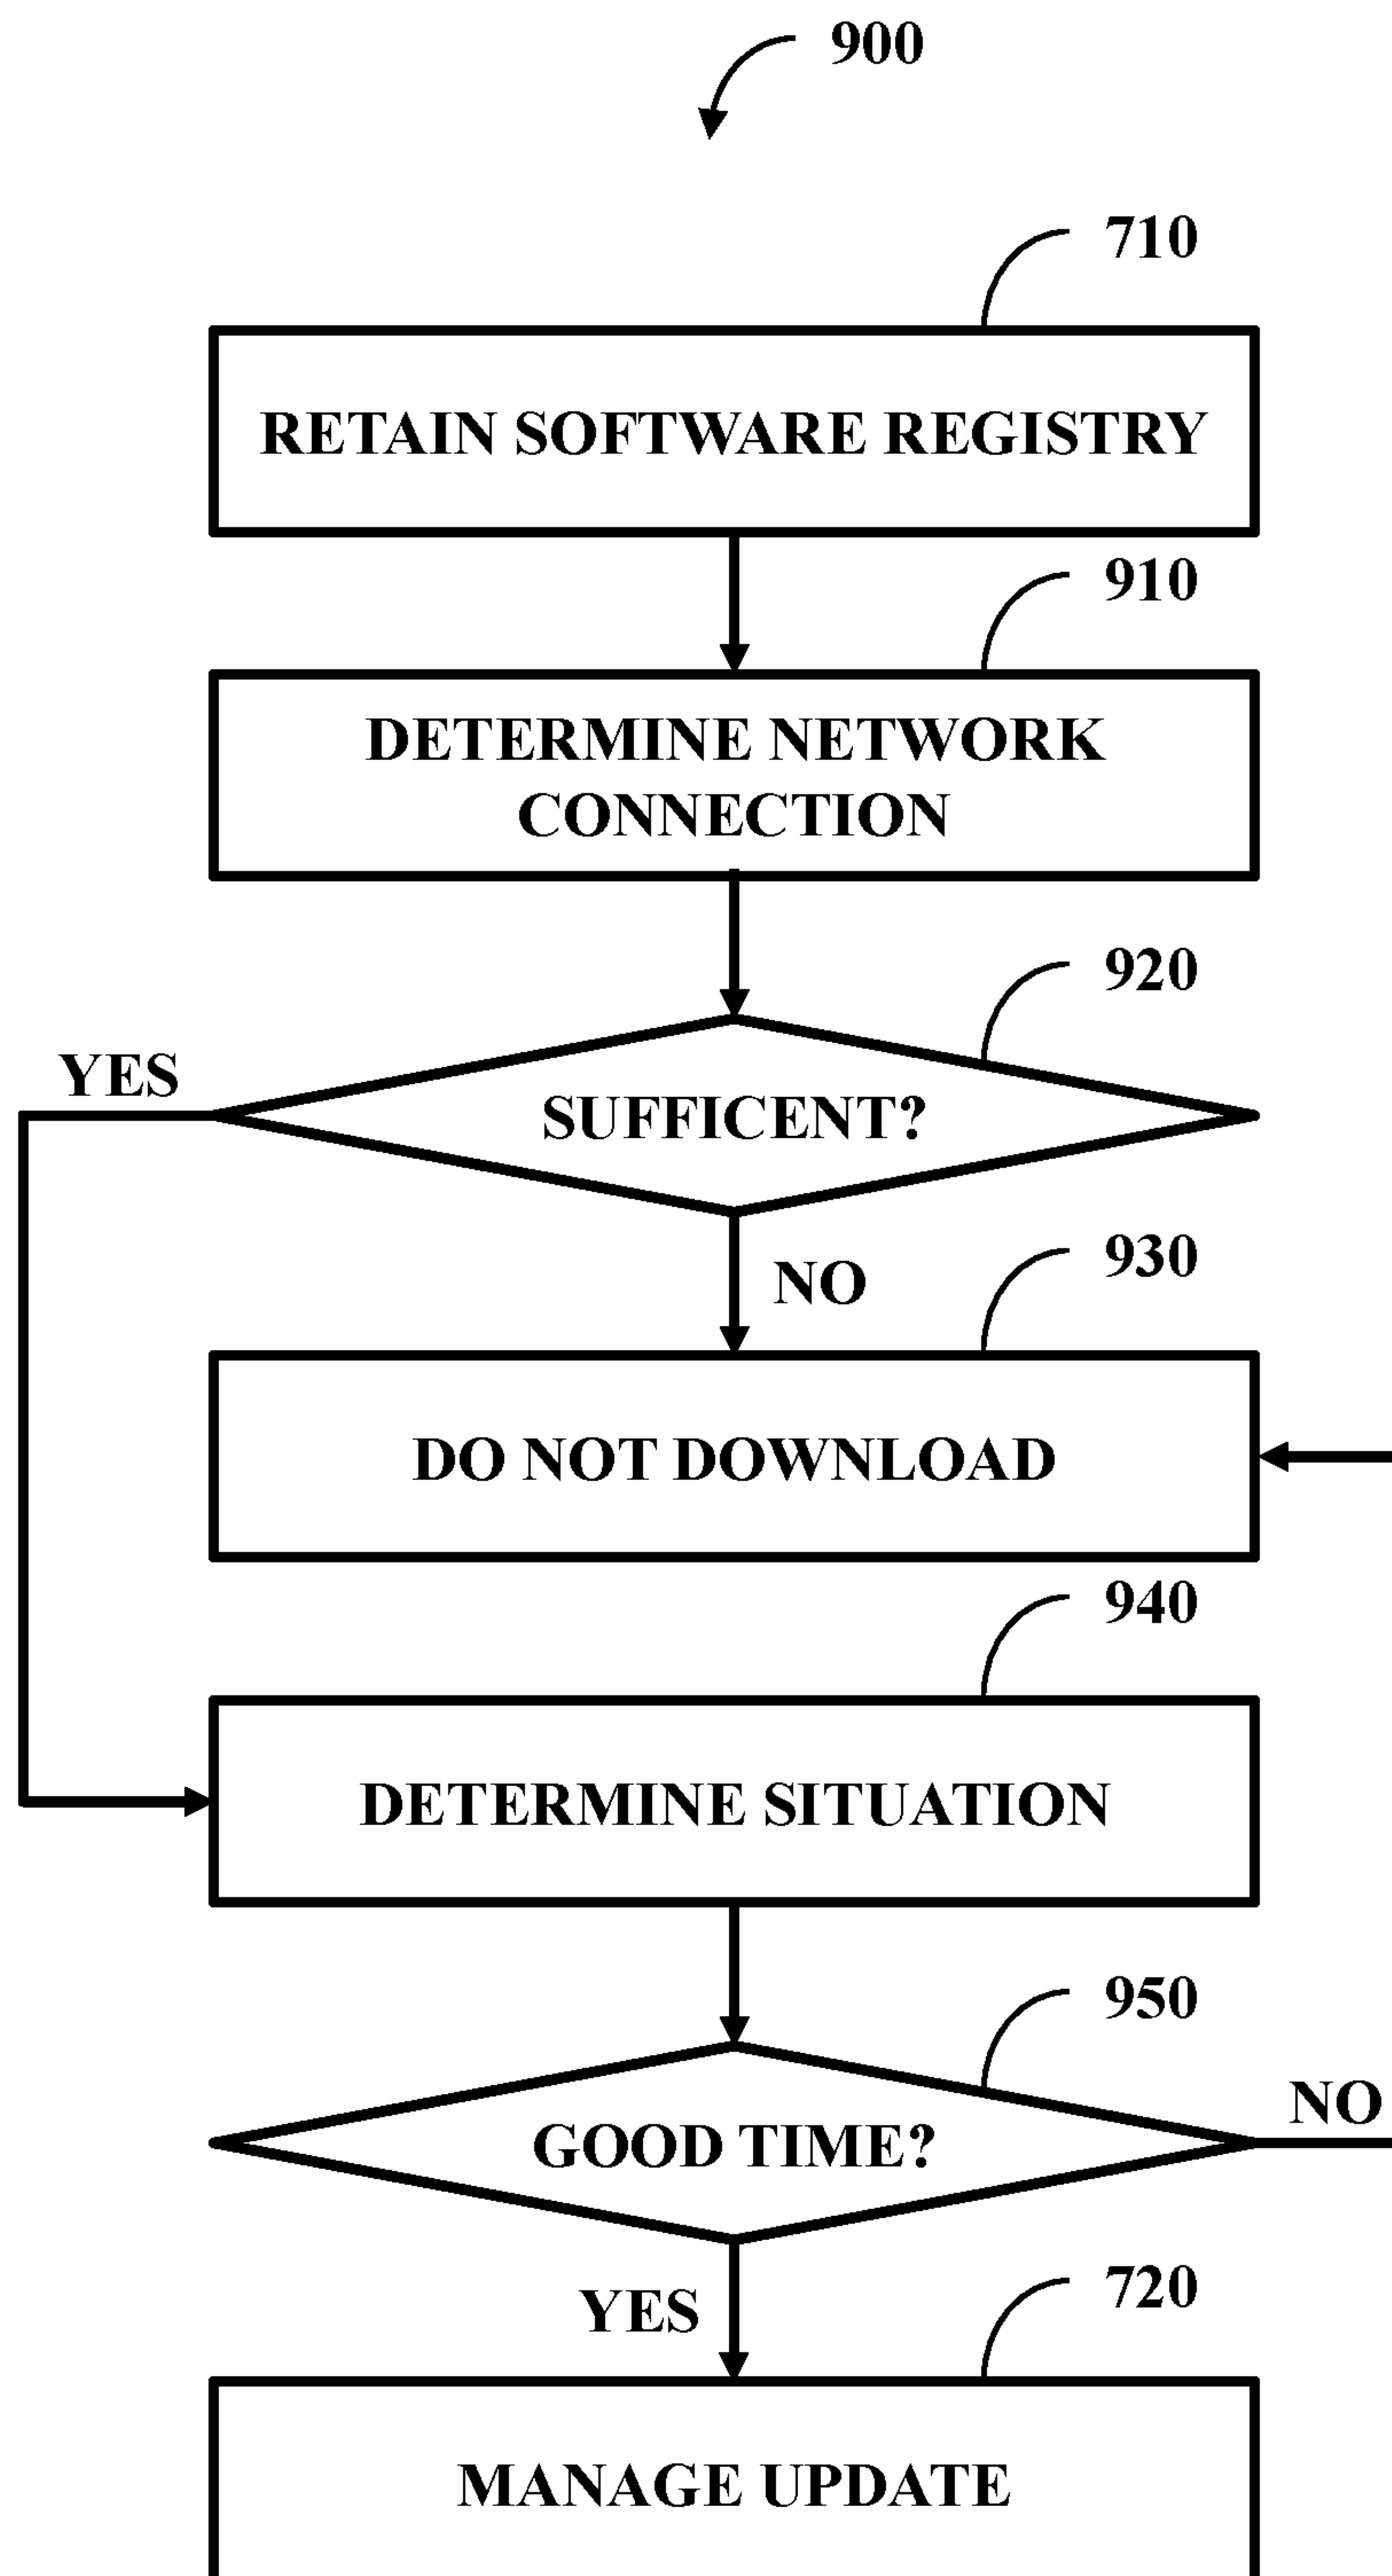 900
710
RETAIN SOFTWARE REGISTRY
910
DETERMINE NETWORK
CONNECTION
920
YES
SUFFICENT?
930
NO
DO NOT DOWNLOAD
940
DETERMINE SITUATION
950
NO
GOOD TIME?
720
YES
MANAGE UPDATE